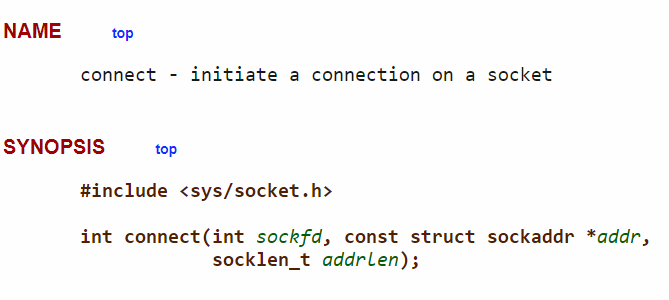 NAME top
connect - initiate a connection on a socket
SYNOPSIS top
#include <sys/socket.h>
int connect(int sockfd, const struct sockaddr *addr,
socklen_t addrlen);